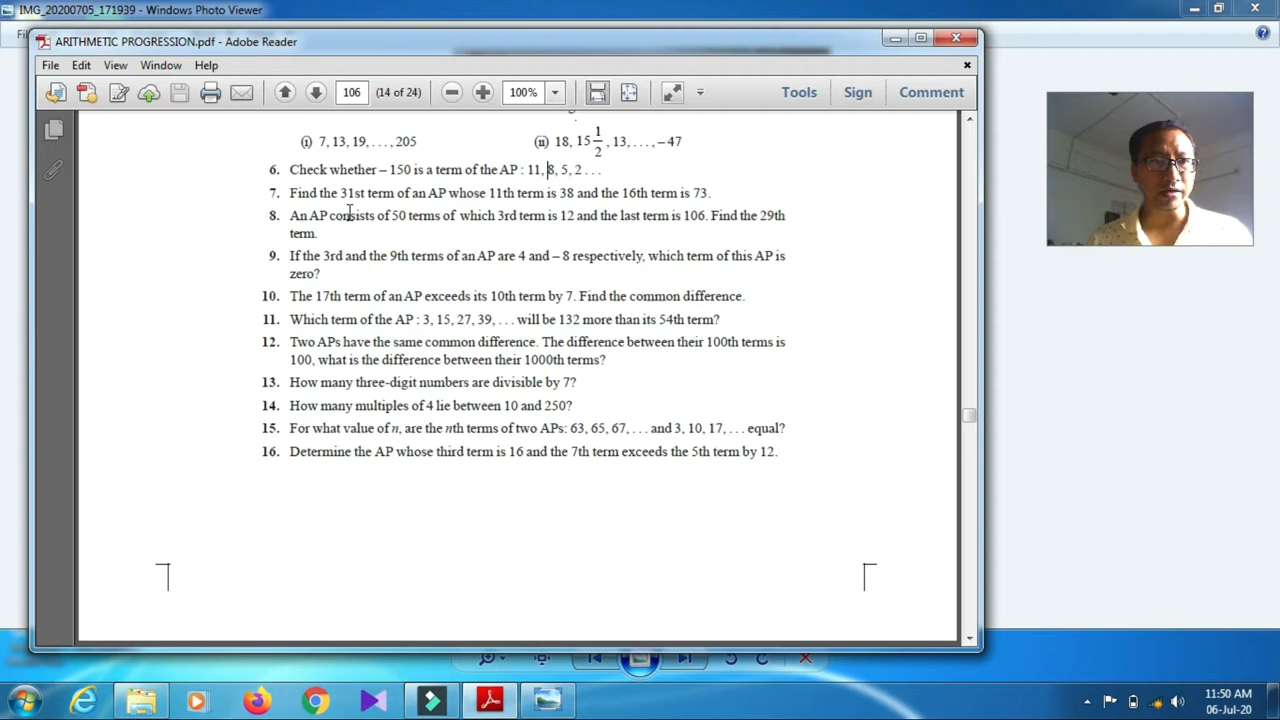 IMG_20200705_171939 - Windows Photo Viewer
ARITHMETIC PROGRESSION.pdf - Adobe Reader
File Edit View Window Help
106 (14 of 24) 100% Tools Sign Comment
(i) 7, 13, 19, . . . , 205 (ii) 18, 15 1/2 , 13, . . . , – 47
6. Check whether – 150 is a term of the AP : 11, 8, 5, 2 . . .
7. Find the 31st term of an AP whose 11th term is 38 and the 16th term is 73.
8. An AP consists of 50 terms of which 3rd term is 12 and the last term is 106. Find the 29th
term.
9. If the 3rd and the 9th terms of an AP are 4 and – 8 respectively, which term of this AP is
zero?
10. The 17th term of an AP exceeds its 10th term by 7. Find the common difference.
11. Which term of the AP : 3, 15, 27, 39, . . . will be 132 more than its 54th term?
12. Two APs have the same common difference. The difference between their 100th terms is
100, what is the difference between their 1000th terms?
13. How many three-digit numbers are divisible by 7?
14. How many multiples of 4 lie between 10 and 250?
15. For what value of n, are the nth terms of two APs: 63, 65, 67, . . . and 3, 10, 17, . . . equal?
16. Determine the AP whose third term is 16 and the 7th term exceeds the 5th term by 12.
11:50 AM
06-Jul-20